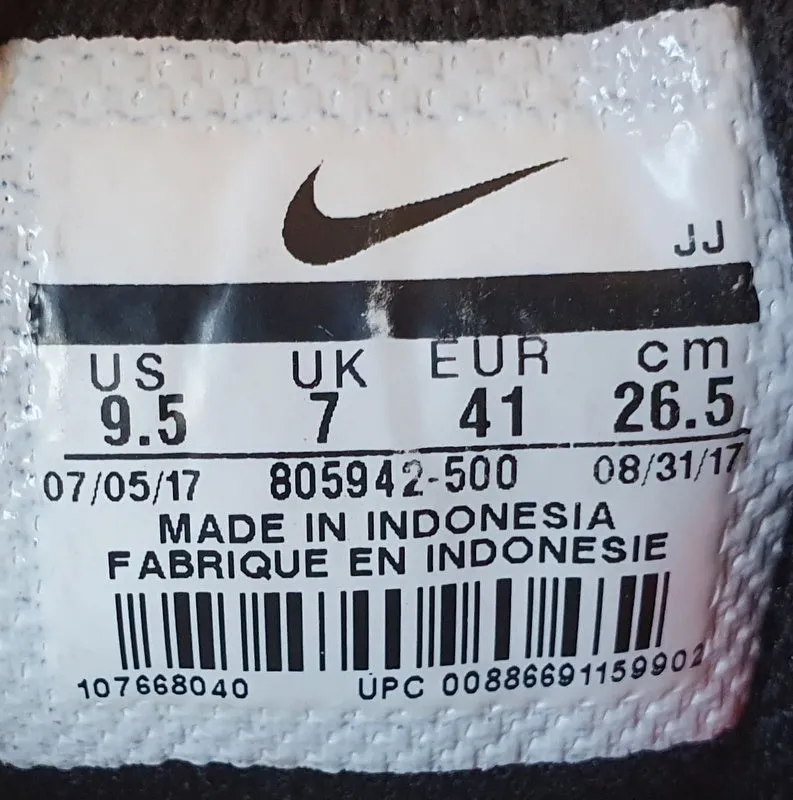 JJ
US UK EUR cm
9.5 7 41 26.5
07/05/17 805942-500 08/31/17
MADE IN INDONESIA
FABRIQUE EN INDONESIE
107668040 UPC 00886691159902